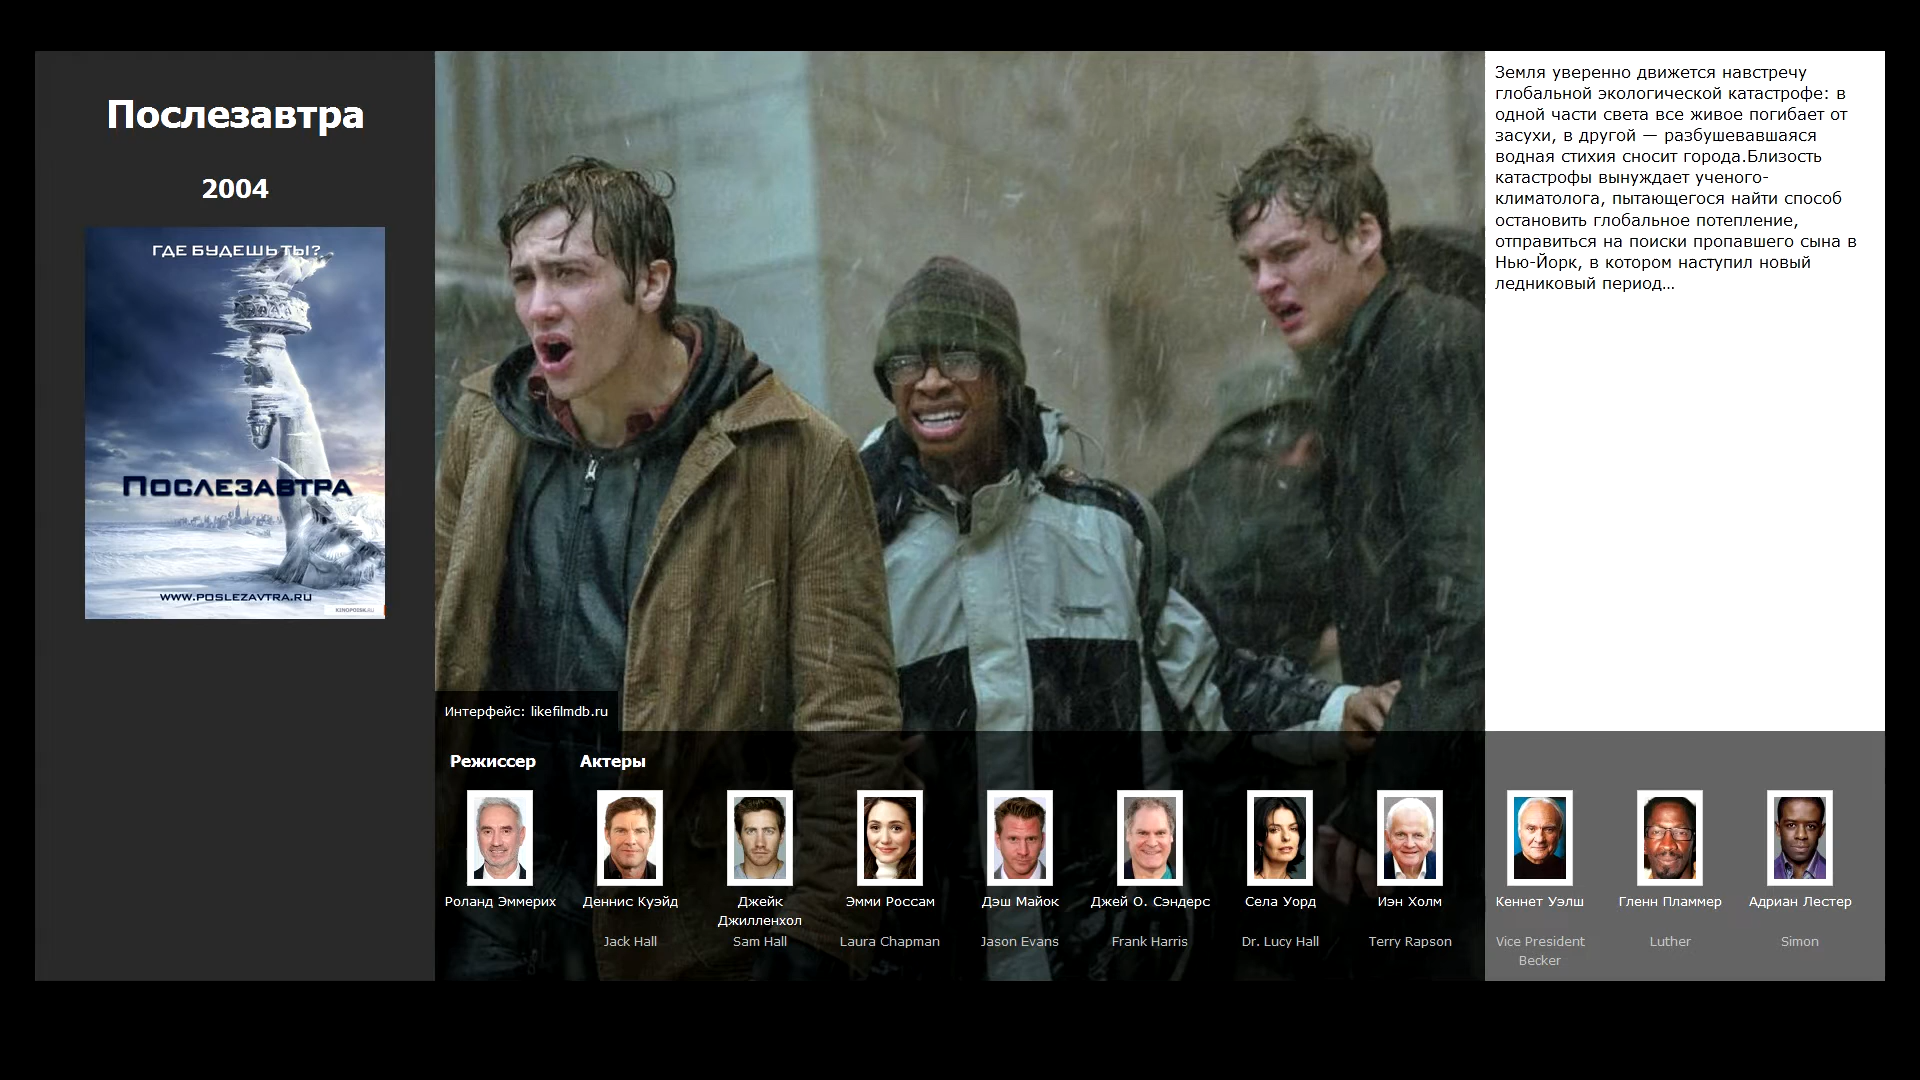 Послезавтра
2004
ГДЕ БУДЕШЬ ТЫ?
ПОСЛЕЗАВТРА
WWW.POSLEZAVTRA.RU
KINOPOISK.RU
Земля уверенно движется навстречу
глобальной экологической катастрофе: в
одной части света все живое погибает от
засухи, в другой — разбушевавшаяся
водная стихия сносит города.Близость
катастрофы вынуждает ученого-
климатолога, пытающегося найти способ
остановить глобальное потепление,
отправиться на поиски пропавшего сына в
Нью-Йорк, в котором наступил новый
ледниковый период…
Интерфейс: likefilmdb.ru
Режиссер
Актеры
Роланд Эммерих
Деннис Куэйд
Jack Hall
Джейк
Джилленхол
Sam Hall
Эмми Россам
Laura Chapman
Дэш Майок
Jason Evans
Джей О. Сэндерс
Frank Harris
Села Уорд
Dr. Lucy Hall
Иэн Холм
Terry Rapson
Кеннет Уэлш
Vice President
Becker
Гленн Пламмер
Luther
Адриан Лестер
Simon